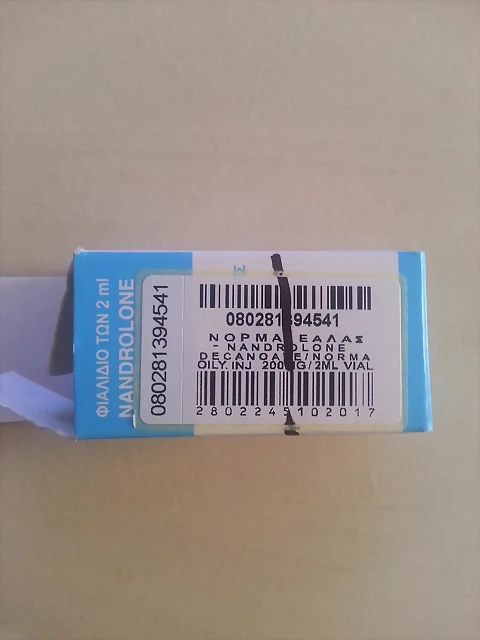 ΦΙΑΛΙΔΙΟ ΤΩΝ 2 ml
NANDROLONE
080281394541
Σ
080281394541
ΝΟΡΜΑ ΕΛΛΑΣ
- NANDROLONE
DECANOATE/NORMA
OILY. INJ 200MG/2ML VIAL
2802245102017